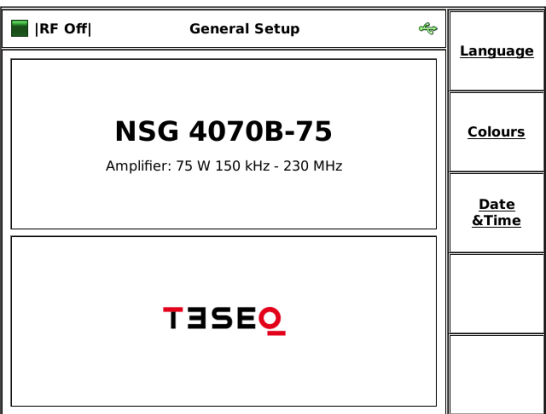 |RF Off|
General Setup
NSG 4070B-75
Amplifier: 75 W 150 kHz - 230 MHz
TESEQ
Language
Colours
Date
&Time